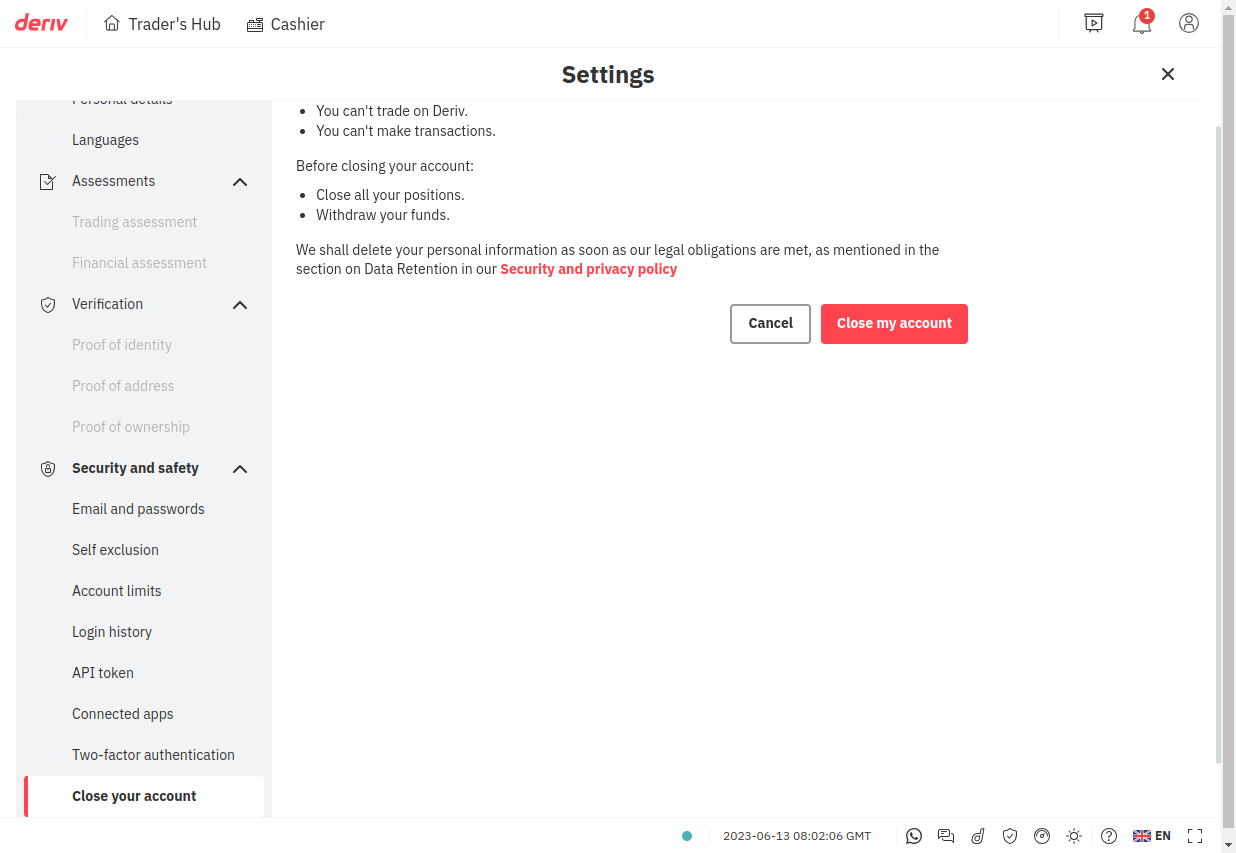 deriv
Trader's Hub
Cashier
1
Settings
Personal details
Languages
Assessments
Trading assessment
Financial assessment
Verification
Proof of identity
Proof of address
Proof of ownership
Security and safety
Email and passwords
Self exclusion
Account limits
Login history
API token
Connected apps
Two-factor authentication
Close your account
You can't trade on Deriv.
You can't make transactions.
Before closing your account:
Close all your positions.
Withdraw your funds.
We shall delete your personal information as soon as our legal obligations are met, as mentioned in the
section on Data Retention in our Security and privacy policy
Cancel
Close my account
2023-06-13 08:02:06 GMT
EN